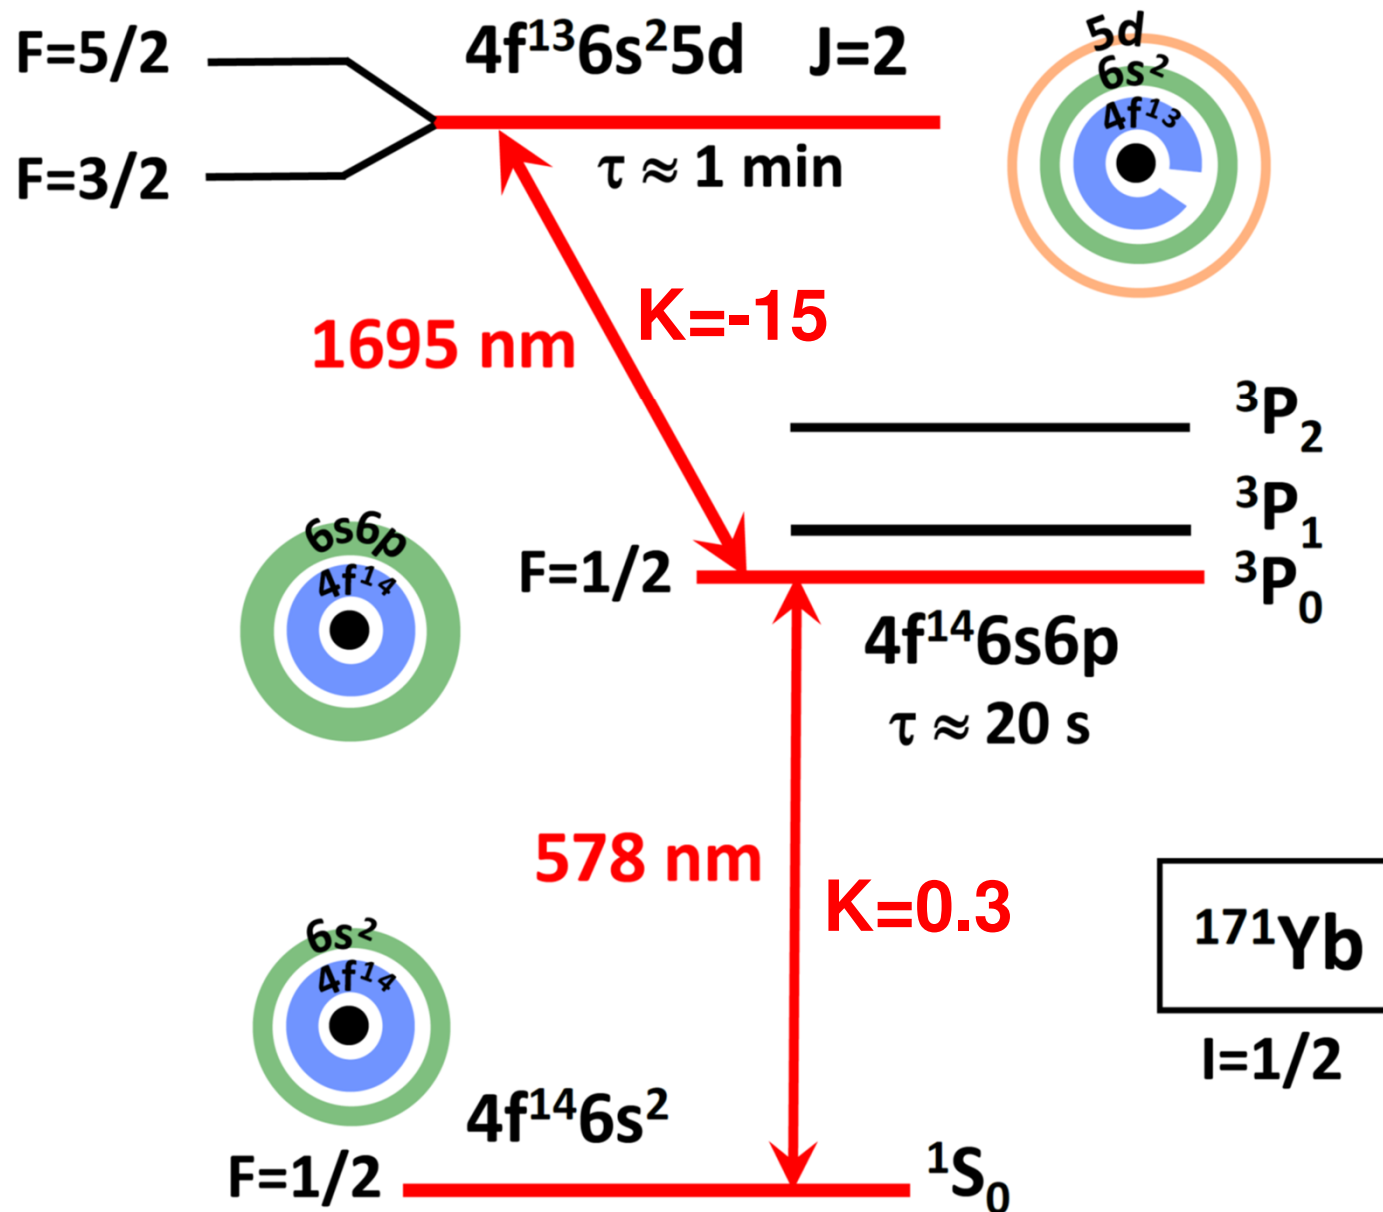 F=5/2
4f¹³6s²5d J=2
5d
6s²
4f¹³
F=3/2
τ ≈ 1 min
1695 nm
K=-15
³P₂
³P₁
6s6p
4f¹⁴
F=1/2
³P₀
4f¹⁴6s6p
τ ≈ 20 s
578 nm
K=0.3
6s²
4f¹⁴
¹⁷¹Yb
I=1/2
4f¹⁴6s²
F=1/2
¹S₀